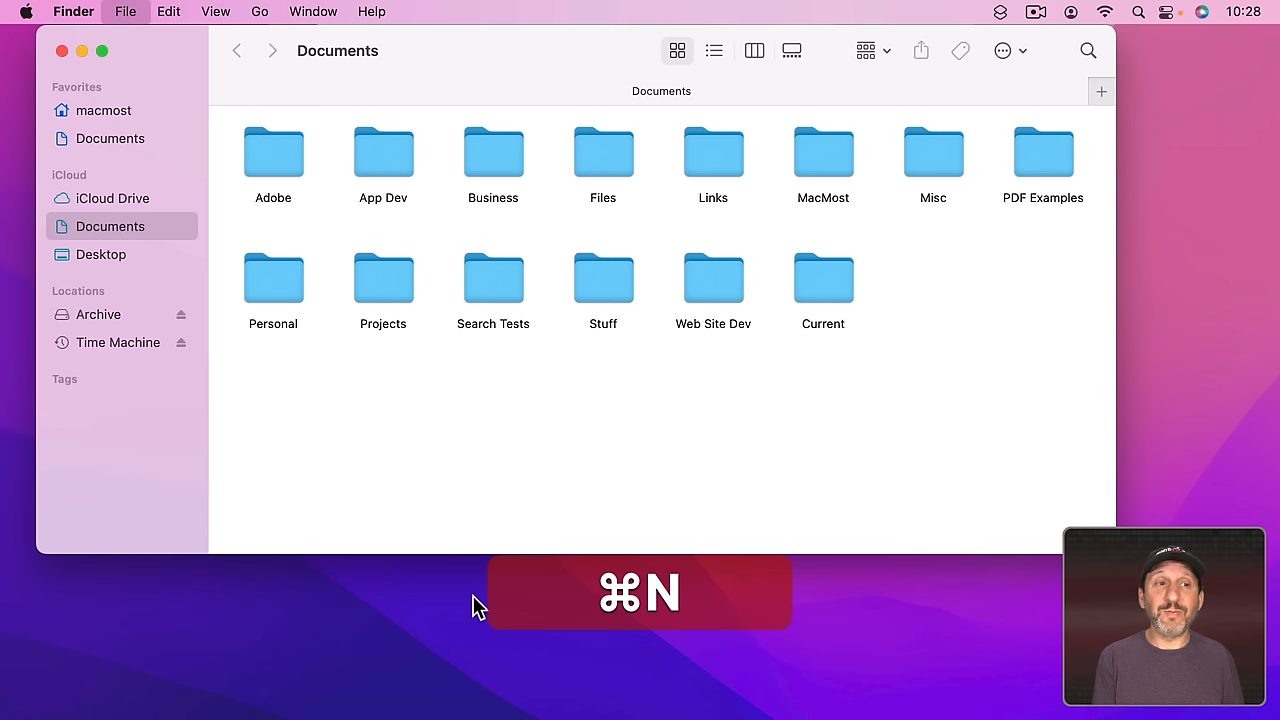 Finder File Edit View Go Window Help 10:28
Documents
Favorites
macmost
Documents
iCloud
iCloud Drive
Documents
Desktop
Locations
Archive
Time Machine
Tags
Documents
Adobe App Dev Business Files Links MacMost Misc PDF Examples
Personal Projects Search Tests Stuff Web Site Dev Current
⌘N